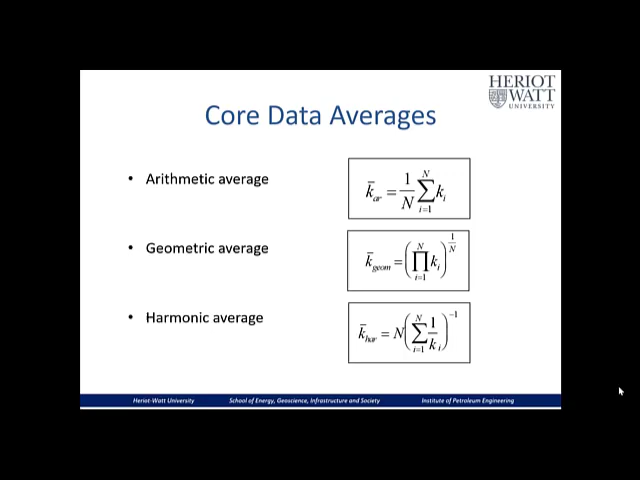 HERIOT
WATT
UNIVERSITY
Core Data Averages
• Arithmetic average
k̄_ar = 1/N ∑_{i=1}^{N} k_i
• Geometric average
k̄_geom = (∏_{i=1}^{N} k_i)^{1/N}
• Harmonic average
k̄_har = N(∑_{i=1}^{N} 1/k_i)^{-1}
Heriot-Watt University School of Energy, Geoscience, Infrastructure and Society Institute of Petroleum Engineering